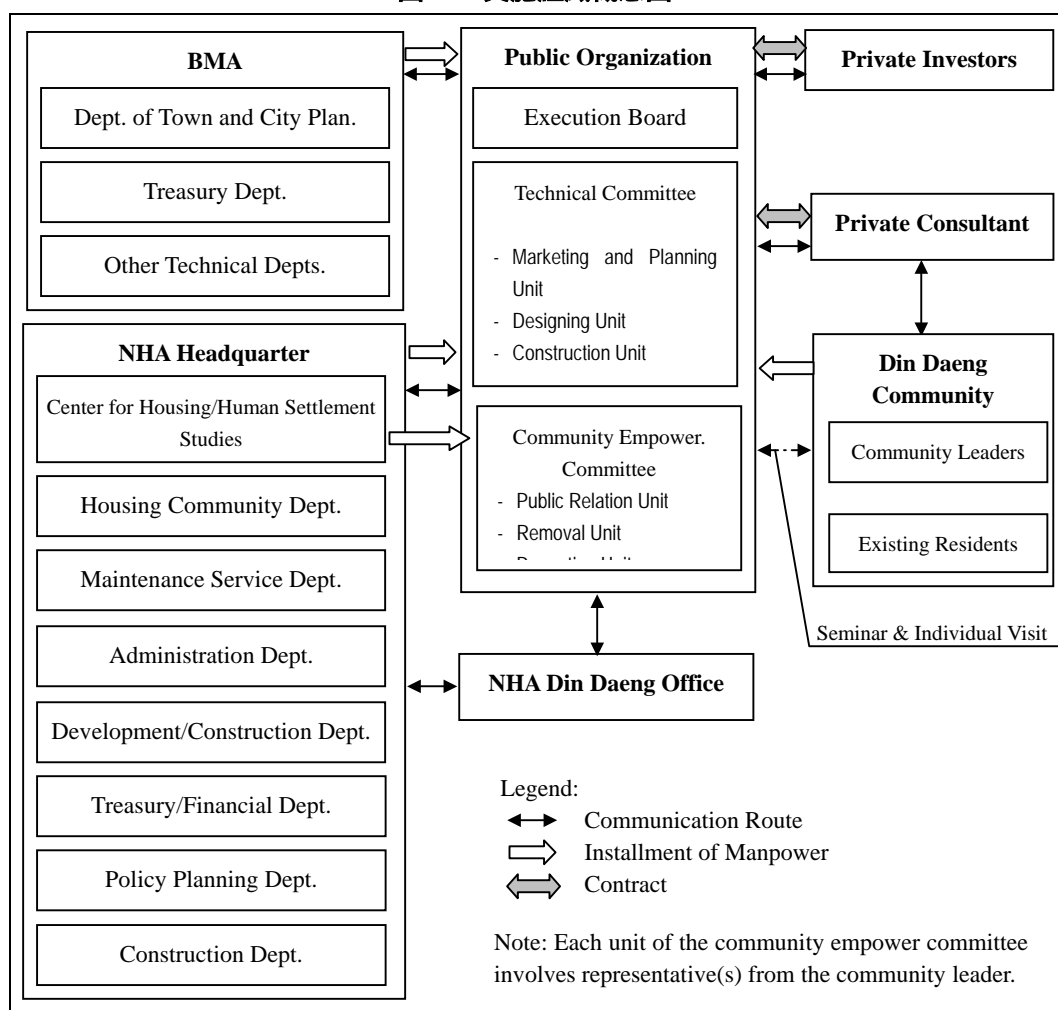 BMA
Dept. of Town and City Plan.
Treasury Dept.
Other Technical Depts.
NHA Headquarter
Center for Housing/Human Settlement
Studies
Housing Community Dept.
Maintenance Service Dept.
Administration Dept.
Development/Construction Dept.
Treasury/Financial Dept.
Policy Planning Dept.
Construction Dept.
Public Organization
Execution Board
Technical Committee
- Marketing and Planning
Unit
- Designing Unit
- Construction Unit
Community Empower.
Committee
- Public Relation Unit
- Removal Unit
NHA Din Daeng Office
Private Investors
Private Consultant
Din Daeng
Community
Community Leaders
Existing Residents
Seminar & Individual Visit
Legend:
Communication Route
Installment of Manpower
Contract
Note: Each unit of the community empower committee
involves representative(s) from the community leader.